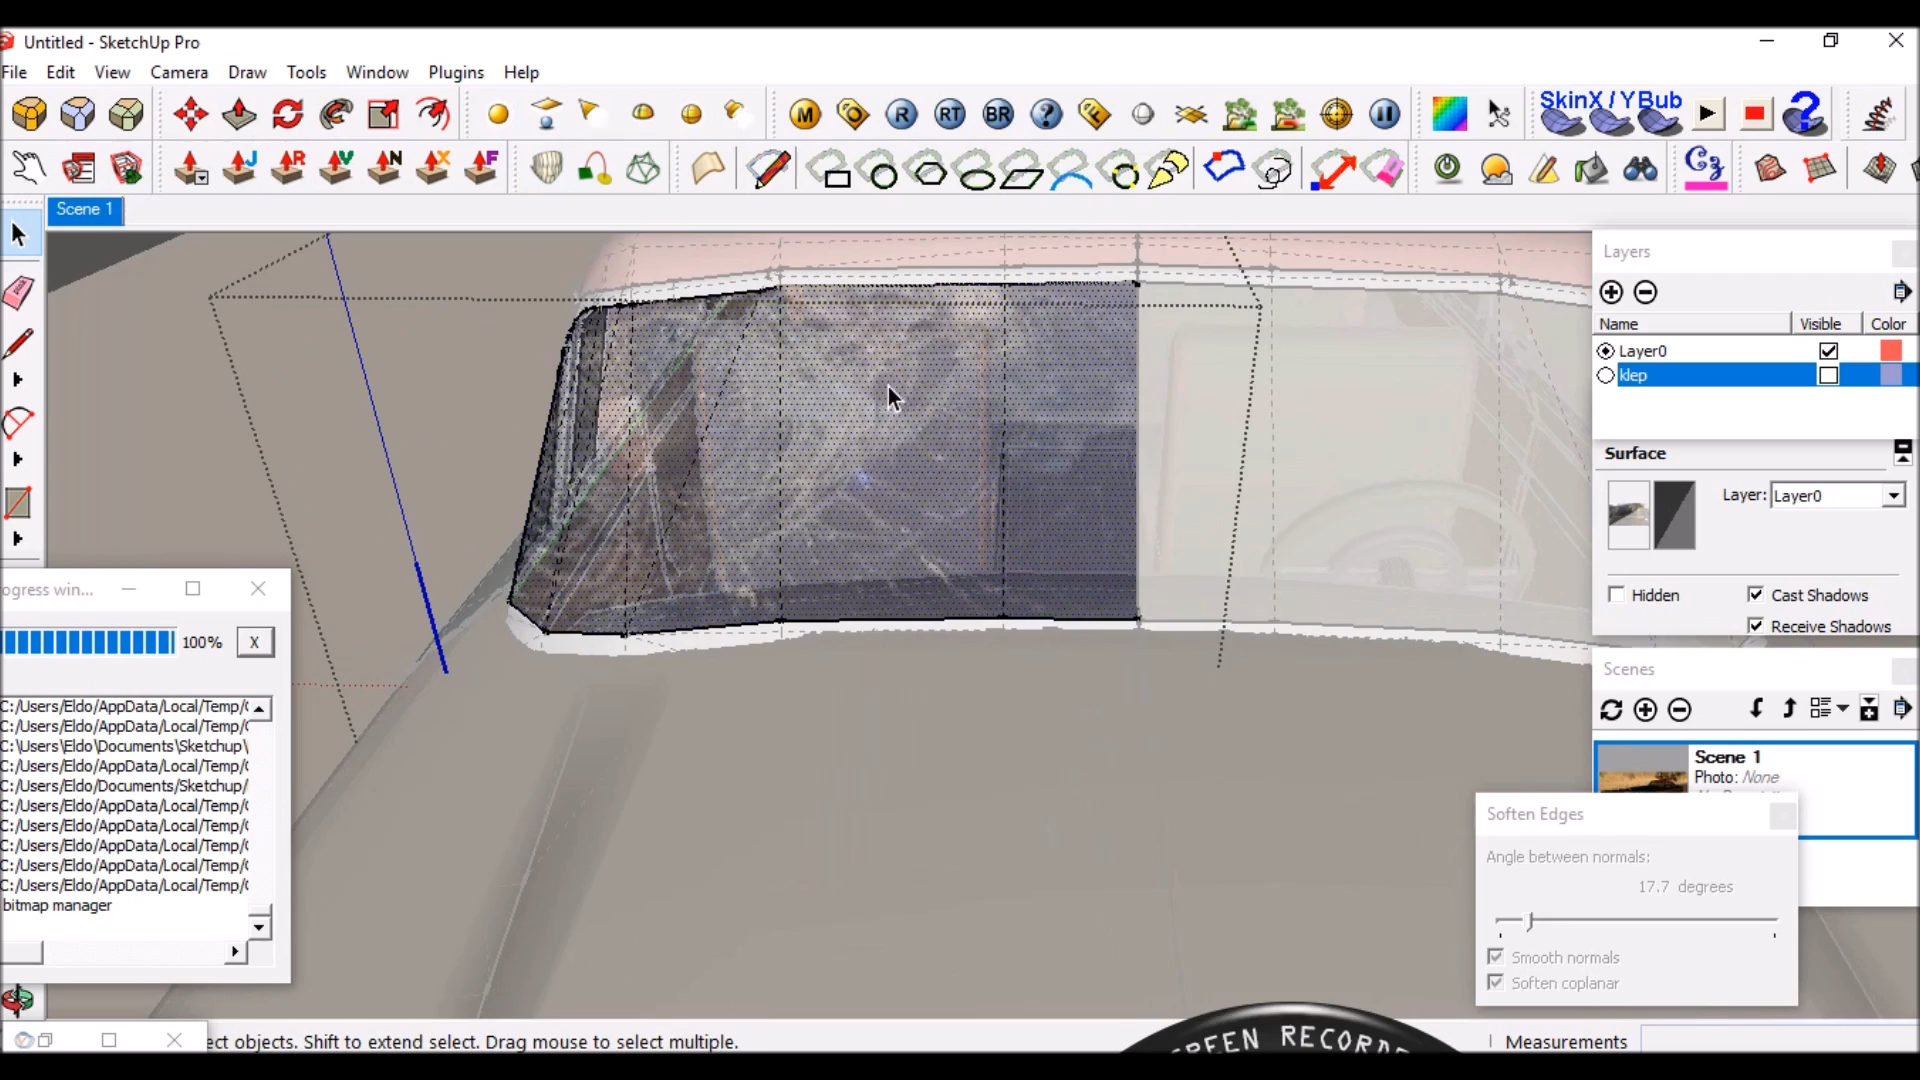 Untitled - SketchUp Pro
File Edit View Camera Draw Tools Window Plugins Help
M R RT BR ?
SkinX / YBub
J R V N X F
Scene 1
Layers
Name Visible Color
Layer0
klep
Surface
Layer: Layer0
Hidden
Cast Shadows
Receive Shadows
Scenes
Scene 1
Photo: None
Soften Edges
Angle between normals:
17.7 degrees
Smooth normals
Soften coplanar
ogress win...
100% X
C:/Users/Eldo/AppData/Local/Temp/
C:/Users/Eldo/AppData/Local/Temp/
C:\Users\Eldo\Documents\Sketchup\
C:/Users/Eldo/AppData/Local/Temp/
C:/Users/Eldo/Documents/Sketchup/
C:/Users/Eldo/AppData/Local/Temp/
C:/Users/Eldo/AppData/Local/Temp/
C:/Users/Eldo/AppData/Local/Temp/
C:/Users/Eldo/AppData/Local/Temp/
C:/Users/Eldo/AppData/Local/Temp/
bitmap manager
ect objects. Shift to extend select. Drag mouse to select multiple.
Measurements